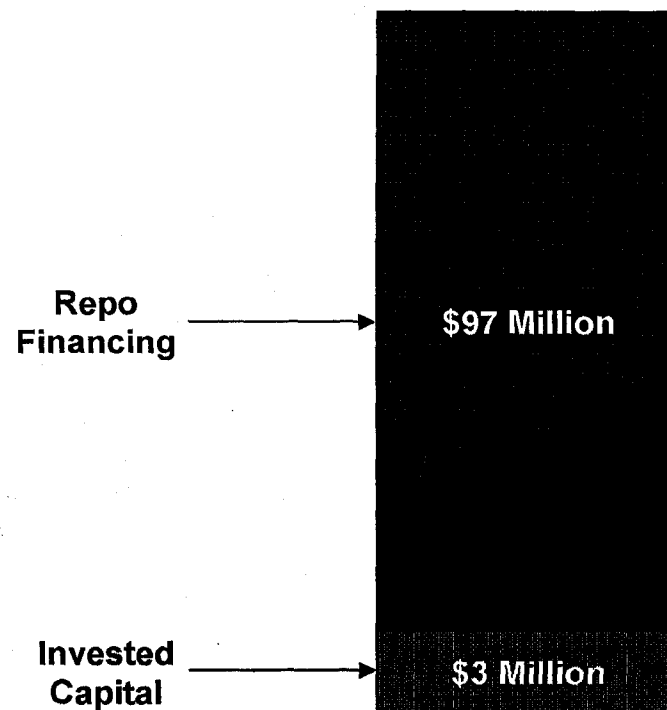 Repo
Financing
$97 Million
Invested
Capital
$3 Million